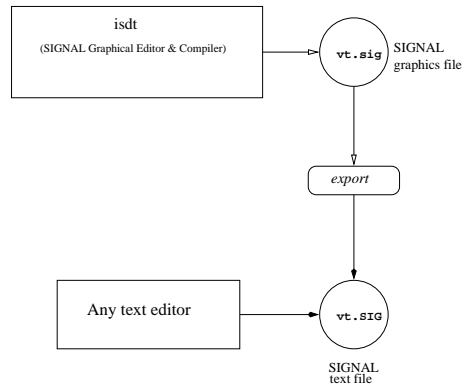 isdt
(SIGNAL Graphical Editor & Compiler)
vt.sig
SIGNAL
graphics file
export
Any text editor
vt.SIG
SIGNAL
text file